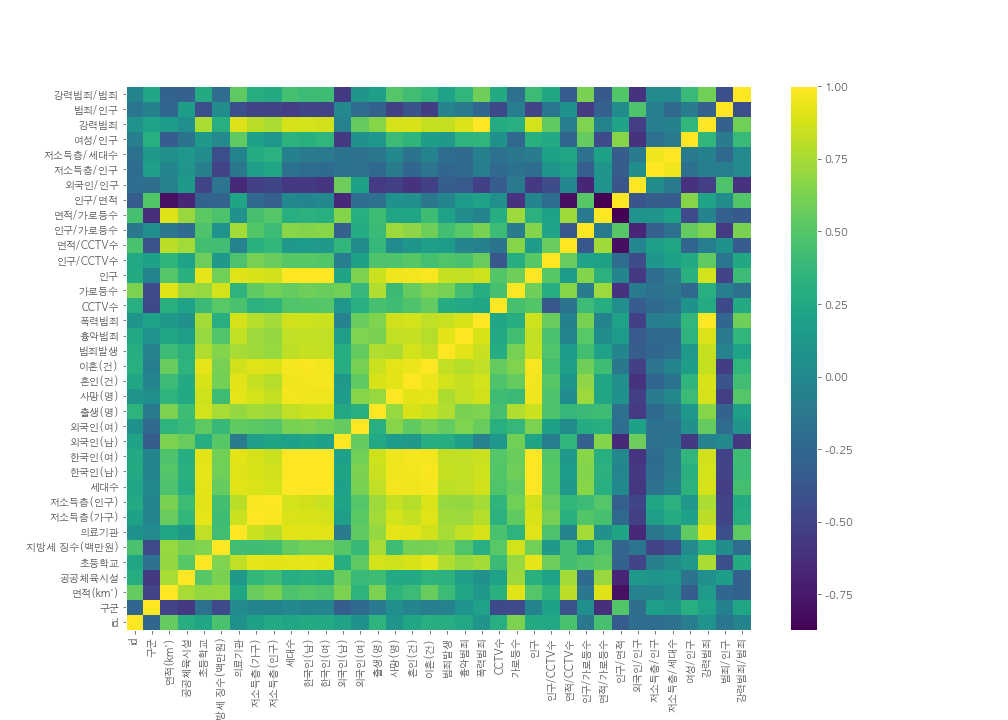 강력범죄/범죄
범죄/인구
강력범죄
여성/인구
저소득층/세대수
저소득층/인구
외국인/인구
인구/면적
면적/가로등수
인구/가로등수
면적/CCTV수
인구/CCTV수
인구
가로등수
CCTV수
폭력범죄
흉악범죄
범죄발생
이혼(건)
혼인(건)
사망(명)
출생(명)
외국인(여)
외국인(남)
한국인(여)
한국인(남)
세대수
저소득층(인구)
저소득층(가구)
의료기관
지방세 징수(백만원)
초등학교
공공체육시설
면적(km²)
구군
id
id
구군
면적(km²)
공공체육시설
초등학교
방세 징수(백만원)
의료기관
저소득층(가구)
저소득층(인구)
세대수
한국인(남)
한국인(여)
외국인(남)
외국인(여)
출생(명)
사망(명)
혼인(건)
이혼(건)
범죄발생
흉악범죄
폭력범죄
CCTV수
가로등수
인구
인구/CCTV수
면적/CCTV수
인구/가로등수
면적/가로등수
인구/면적
외국인/인구
저소득층/인구
저소득층/세대수
여성/인구
강력범죄
범죄/인구
강력범죄/범죄
1.00
0.75
0.50
0.25
0.00
-0.25
-0.50
-0.75